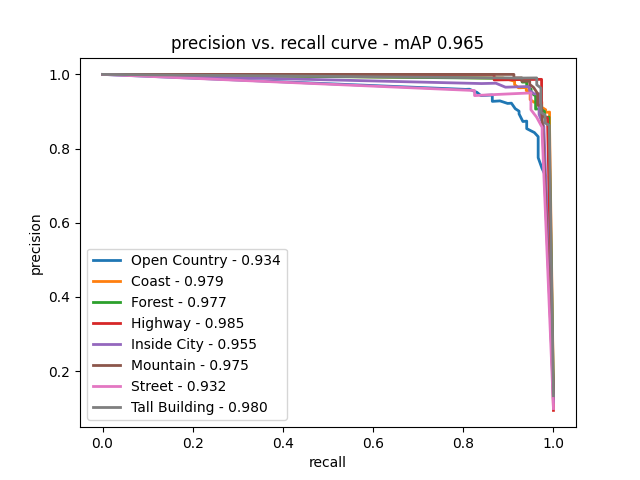 precision vs. recall curve - mAP 0.965
1.0
0.8
0.6
0.4
0.2
precision
Open Country - 0.934
Coast - 0.979
Forest - 0.977
Highway - 0.985
Inside City - 0.955
Mountain - 0.975
Street - 0.932
Tall Building - 0.980
0.0 0.2 0.4 0.6 0.8 1.0
recall